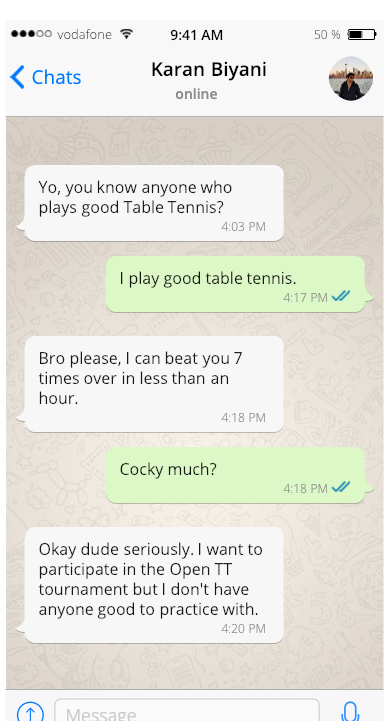 vodafone 9:41 AM 50 %
Chats Karan Biyani
online
Yo, you know anyone who
plays good Table Tennis?
4:03 PM
I play good table tennis.
4:17 PM
Bro please, I can beat you 7
times over in less than an
hour.
4:18 PM
Cocky much?
4:18 PM
Okay dude seriously. I want to
participate in the Open TT
tournament but I don't have
anyone good to practice with.
4:20 PM
Message